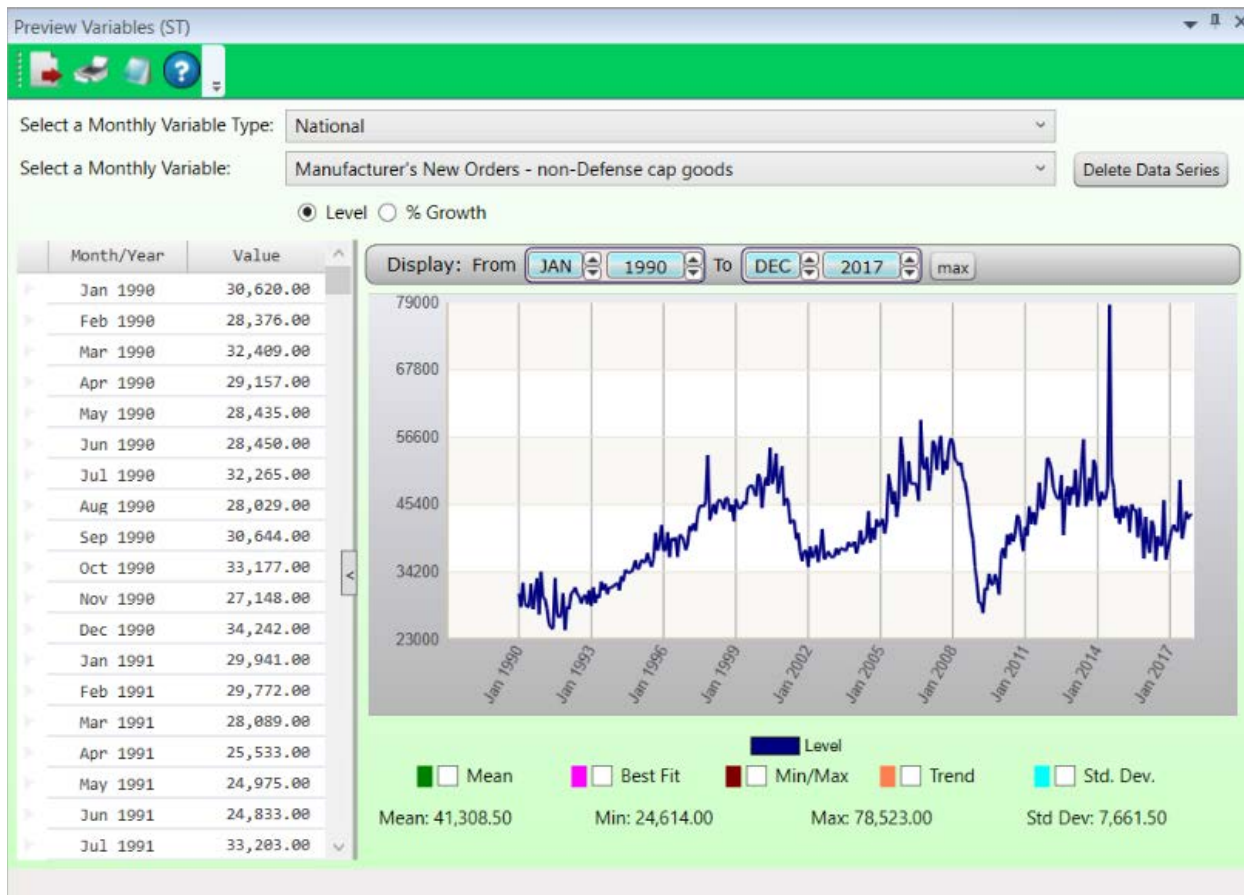 Preview Variables (ST)
?
Select a Monthly Variable Type: National
Select a Monthly Variable: Manufacturer's New Orders - non-Defense cap goods Delete Data Series
Level % Growth
Month/Year Value
Jan 1990 30,620.00
Feb 1990 28,376.00
Mar 1990 32,409.00
Apr 1990 29,157.00
May 1990 28,435.00
Jun 1990 28,450.00
Jul 1990 32,265.00
Aug 1990 28,029.00
Sep 1990 30,644.00
Oct 1990 33,177.00
Nov 1990 27,148.00
Dec 1990 34,242.00
Jan 1991 29,941.00
Feb 1991 29,772.00
Mar 1991 28,089.00
Apr 1991 25,533.00
May 1991 24,975.00
Jun 1991 24,833.00
Jul 1991 33,203.00
<
Display: From JAN 1990 To DEC 2017 max
79000
67800
56600
45400
34200
23000
Jan 1990 Jan 1993 Jan 1996 Jan 1999 Jan 2002 Jan 2005 Jan 2008 Jan 2011 Jan 2014 Jan 2017
Level
Mean Best Fit Min/Max Trend Std. Dev.
Mean: 41,308.50 Min: 24,614.00 Max: 78,523.00 Std Dev: 7,661.50